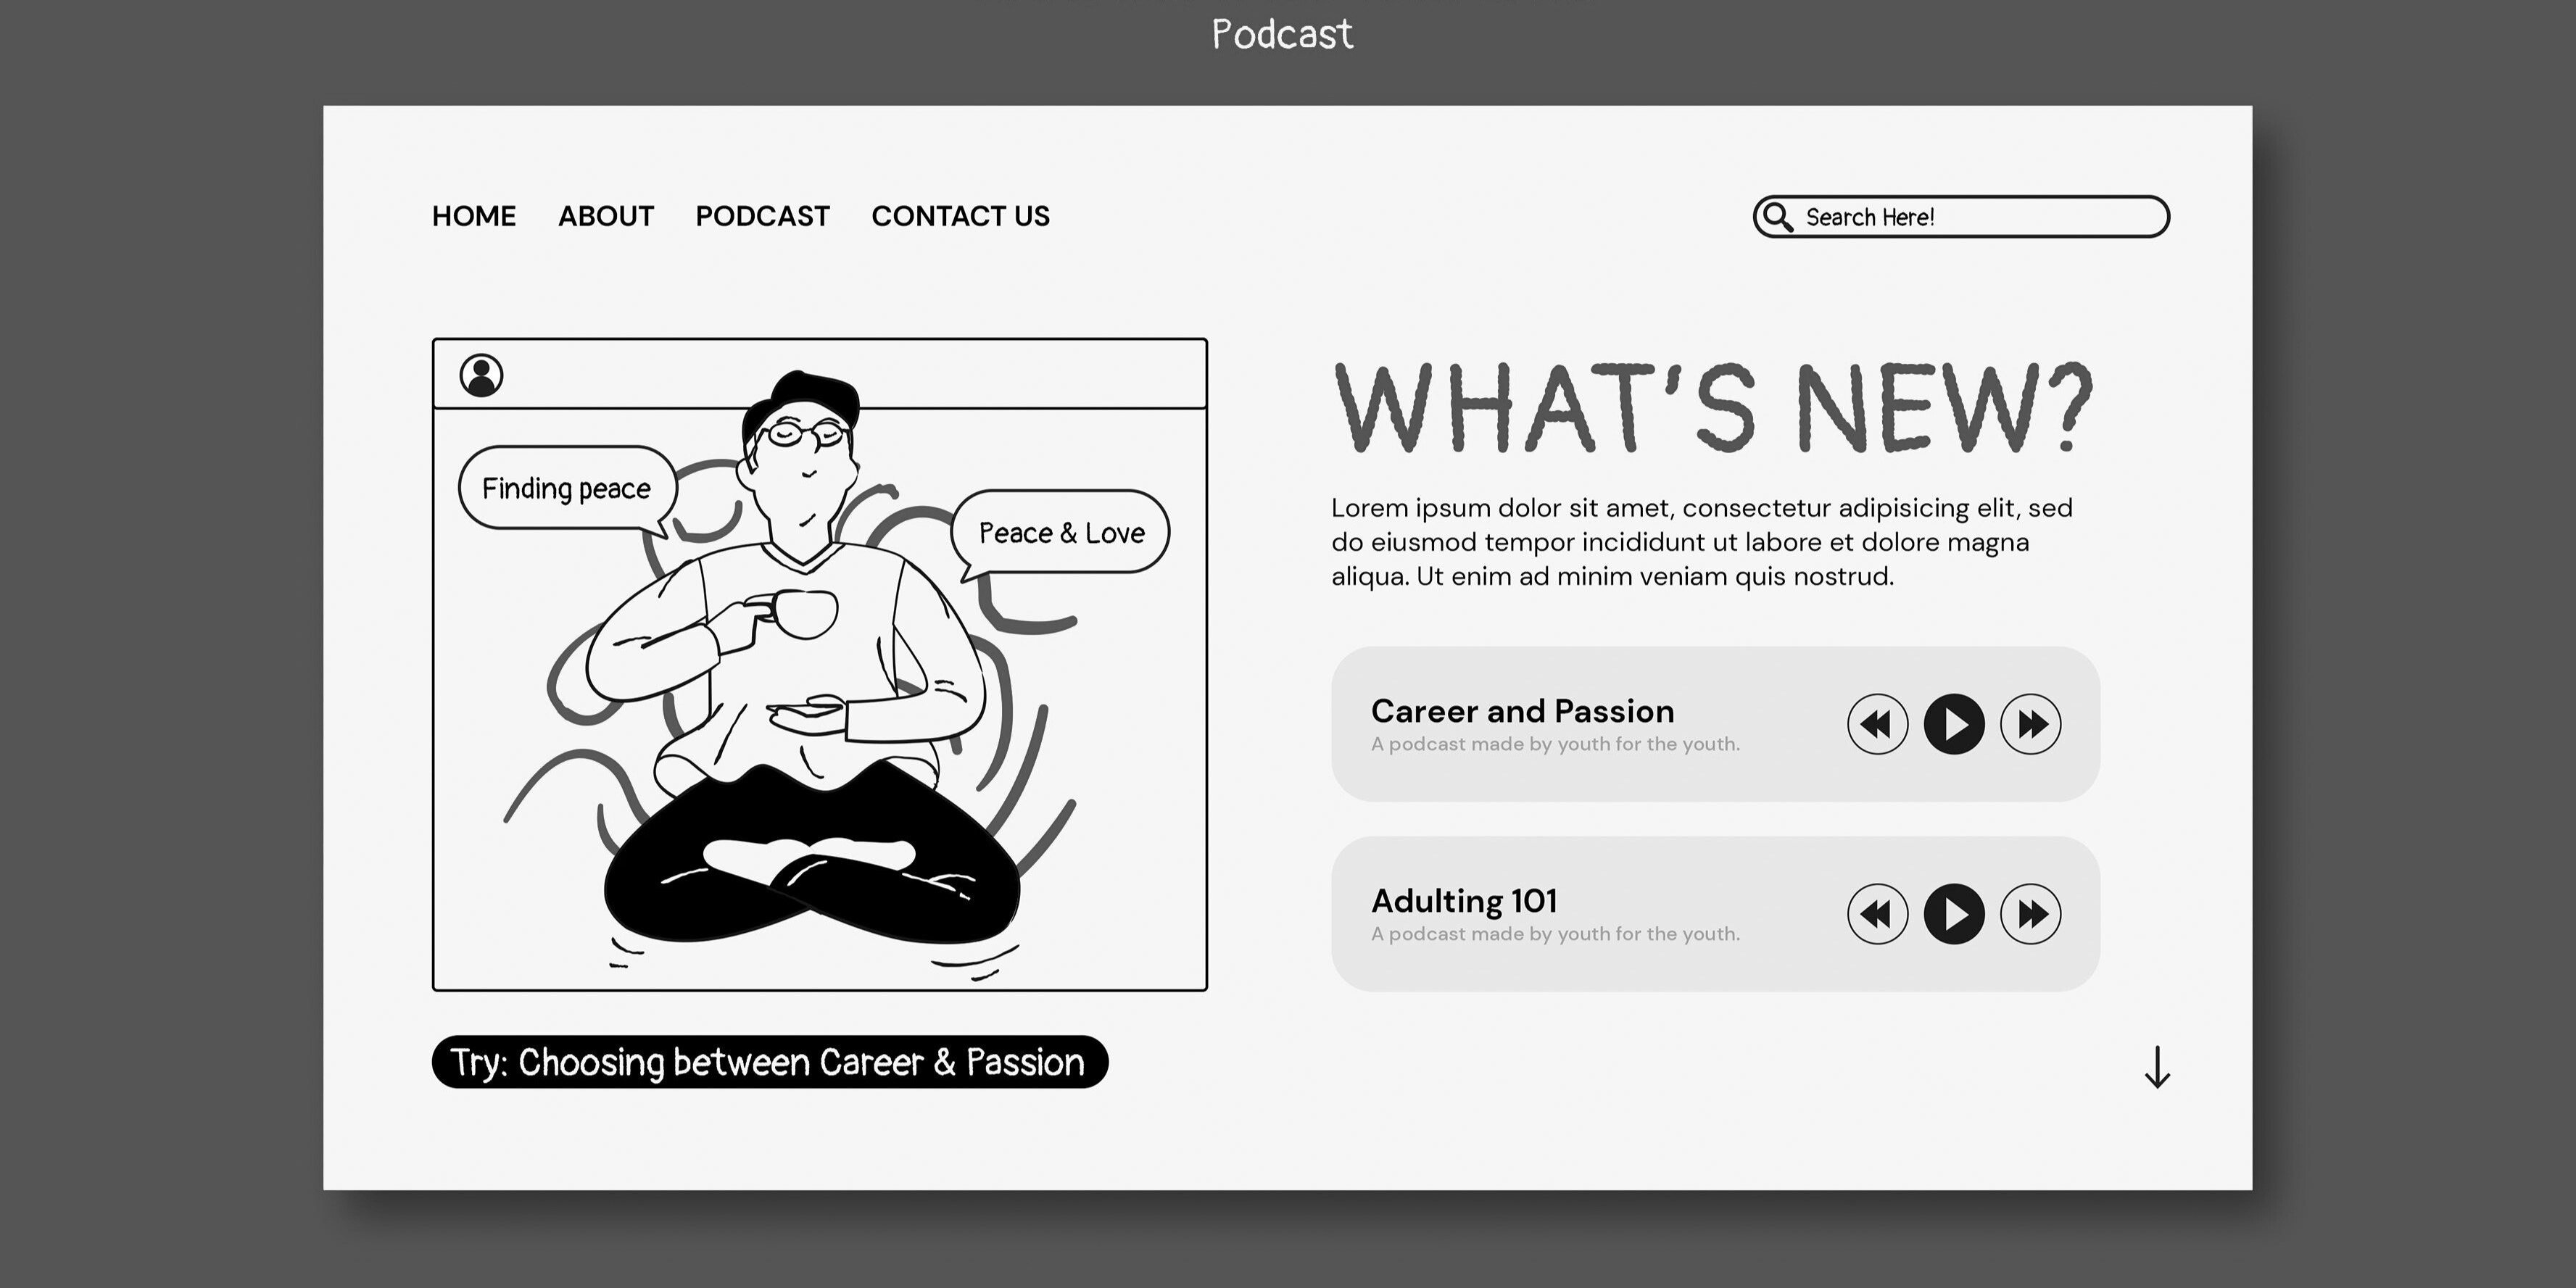 Podcast
HOME ABOUT PODCAST CONTACT US
Search Here!
Finding peace
Peace & Love
Try: Choosing between Career & Passion
WHAT'S NEW?
Lorem ipsum dolor sit amet, consectetur adipisicing elit, sed
do eiusmod tempor incididunt ut labore et dolore magna
aliqua. Ut enim ad minim veniam quis nostrud.
Career and Passion
A podcast made by youth for the youth.
Adulting 101
A podcast made by youth for the youth.